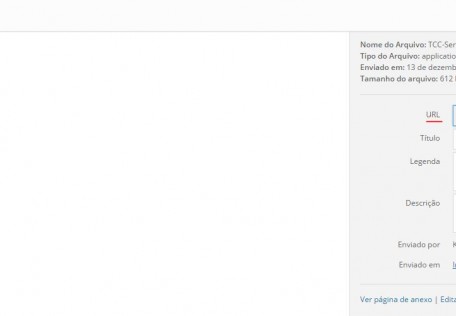 Nome do Arquivo: TCC-Ser
Tipo do Arquivo: applicatio
Enviado em: 13 de dezemb
Tamanho do arquivo: 612
URL
Título
Legenda
Descrição
Enviado por
Enviado em
Ver página de anexo | Edita